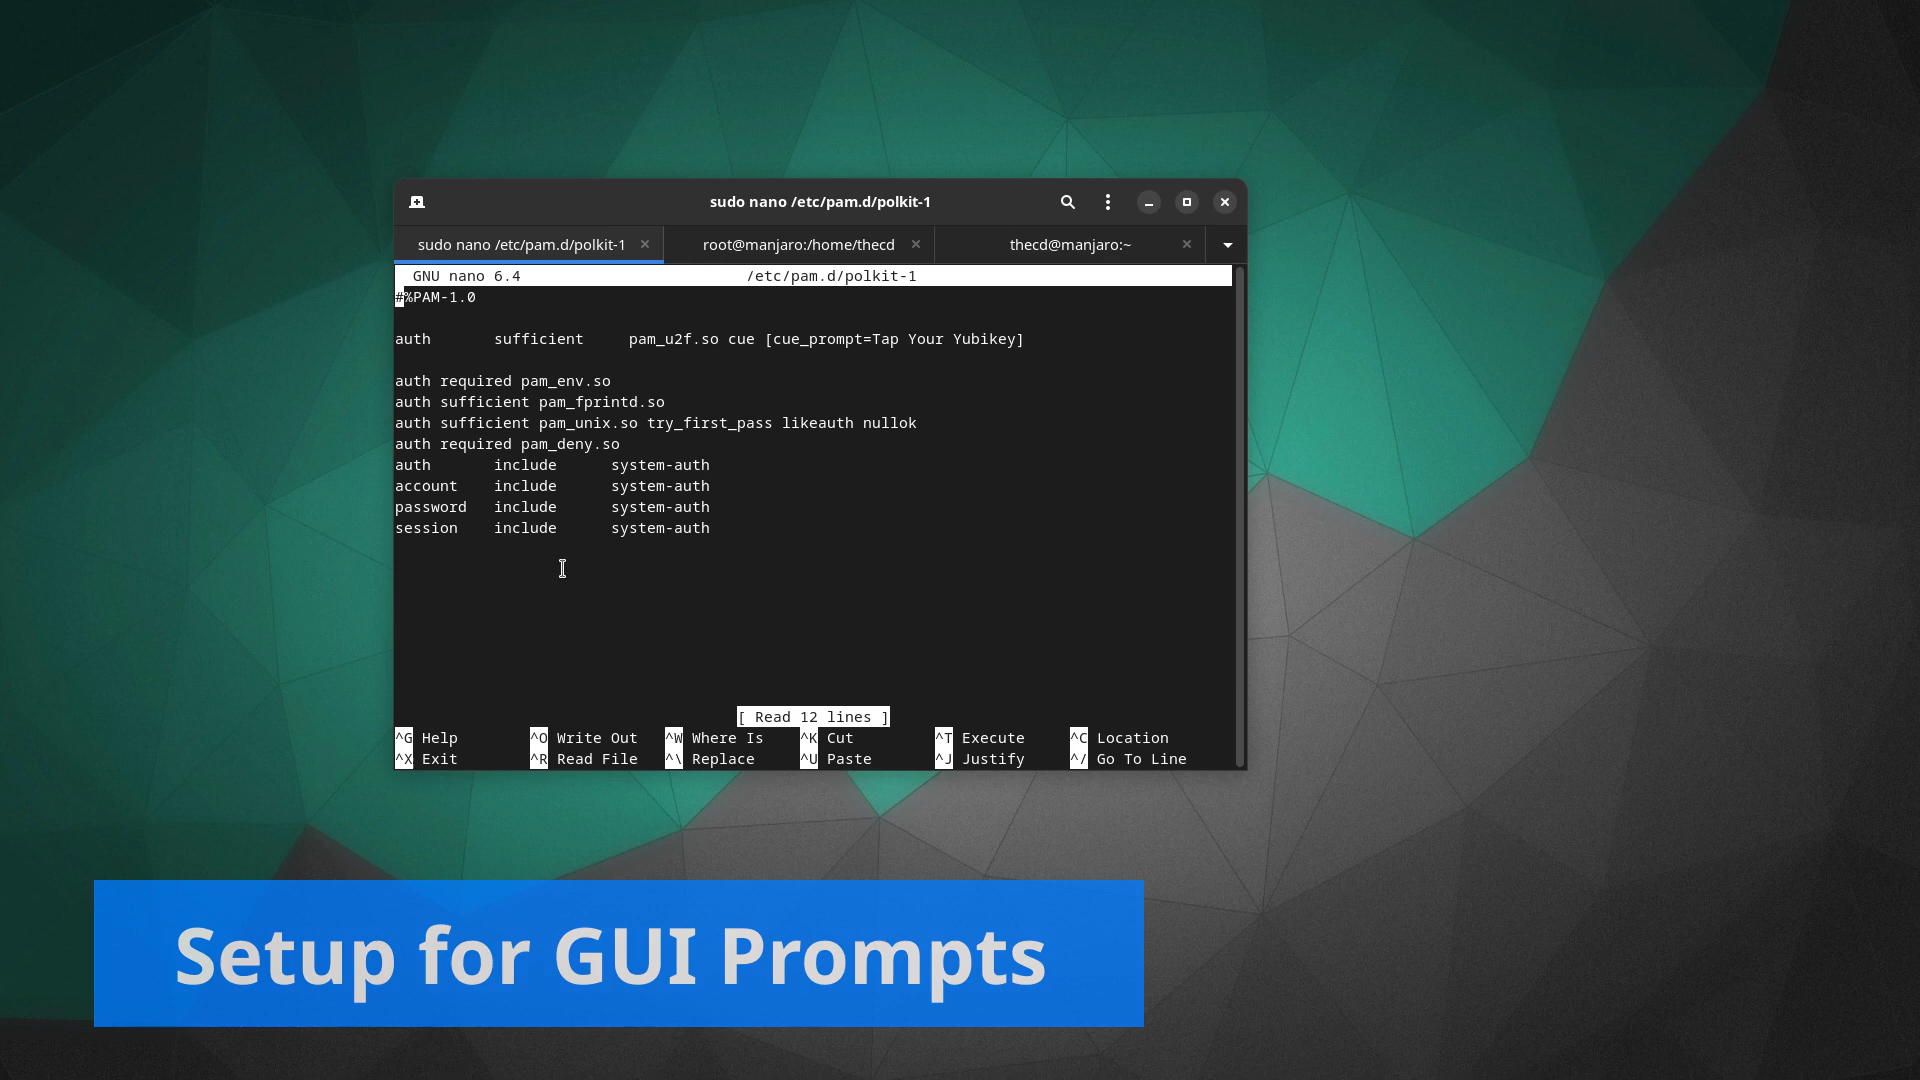 sudo nano /etc/pam.d/polkit-1
sudo nano /etc/pam.d/polkit-1 root@manjaro:/home/thecd thecd@manjaro:~
GNU nano 6.4 /etc/pam.d/polkit-1
#%PAM-1.0
auth sufficient pam_u2f.so cue [cue_prompt=Tap Your Yubikey]
auth required pam_env.so
auth sufficient pam_fprintd.so
auth sufficient pam_unix.so try_first_pass likeauth nullok
auth required pam_deny.so
auth include system-auth
account include system-auth
password include system-auth
session include system-auth
[ Read 12 lines ]
^G Help ^O Write Out ^W Where Is ^K Cut ^T Execute ^C Location
^X Exit ^R Read File ^\ Replace ^U Paste ^J Justify ^/ Go To Line
Setup for GUI Prompts